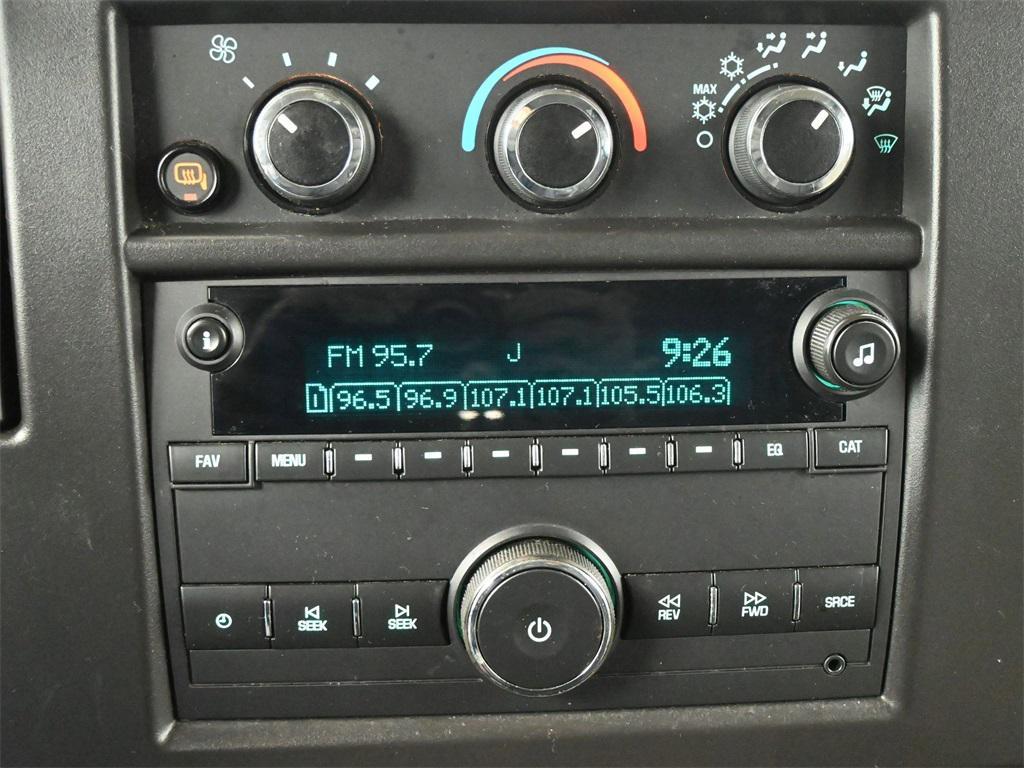 MAX
i
FM 95.7 J 9:26
1 96.5 96.9 107.1 107.1 105.5 106.3
FAV MENU EQ CAT
SEEK SEEK REV FWD SRCE